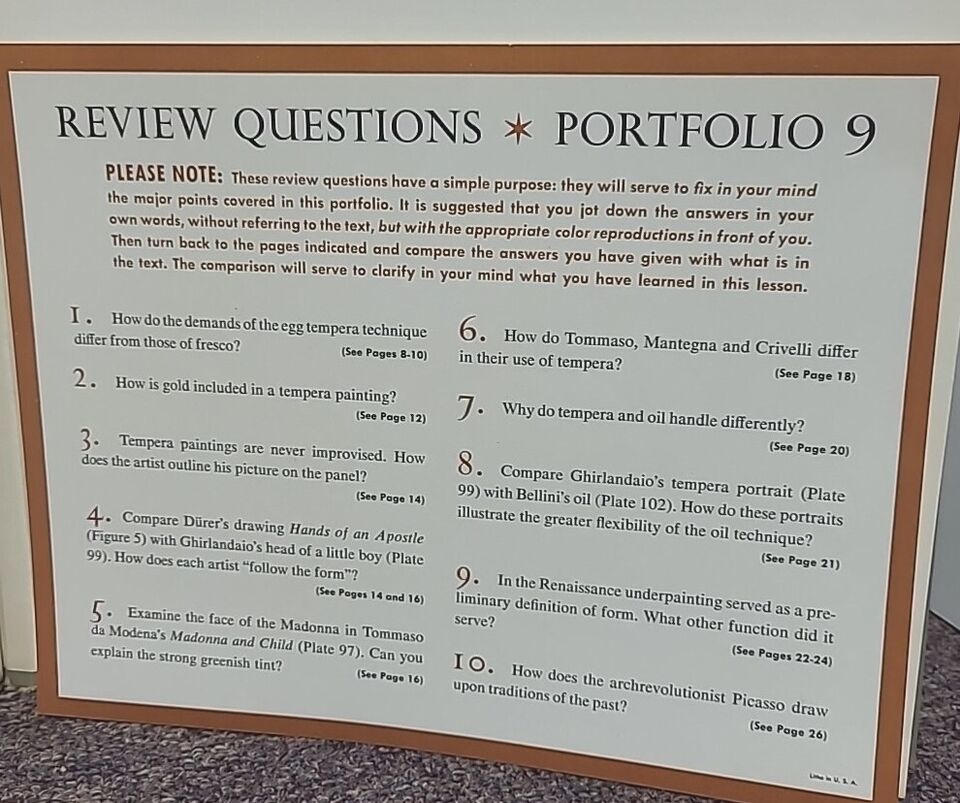 REVIEW QUESTIONS ✶ PORTFOLIO 9
PLEASE NOTE: These review questions have a simple purpose: they will serve to fix in your mind
the major points covered in this portfolio. It is suggested that you jot down the answers in your
own words, without referring to the text, but with the appropriate color reproductions in front of you.
Then turn back to the pages indicated and compare the answers you have given with what is in
the text. The comparison will serve to clarify in your mind what you have learned in this lesson.
1. How do the demands of the egg tempera technique
differ from those of fresco?
(See Pages 8-10)
2. How is gold included in a tempera painting?
(See Page 12)
3. Tempera paintings are never improvised. How
does the artist outline his picture on the panel?
(See Page 14)
4. Compare Dürer's drawing Hands of an Apostle
(Figure 5) with Ghirlandaio's head of a little boy (Plate
99). How does each artist "follow the form"?
(See Pages 14 and 16)
5. Examine the face of the Madonna in Tommaso
da Modena's Madonna and Child (Plate 97). Can you
explain the strong greenish tint?
(See Page 16)
6. How do Tommaso, Mantegna and Crivelli differ
in their use of tempera?
(See Page 18)
7. Why do tempera and oil handle differently?
(See Page 20)
8. Compare Ghirlandaio's tempera portrait (Plate
99) with Bellini's oil (Plate 102). How do these portraits
illustrate the greater flexibility of the oil technique?
(See Page 21)
9. In the Renaissance underpainting served as a pre-
liminary definition of form. What other function did it
serve?
(See Pages 22-24)
10. How does the archrevolutionist Picasso draw
upon traditions of the past?
(See Page 26)
Litho in U. S. A.